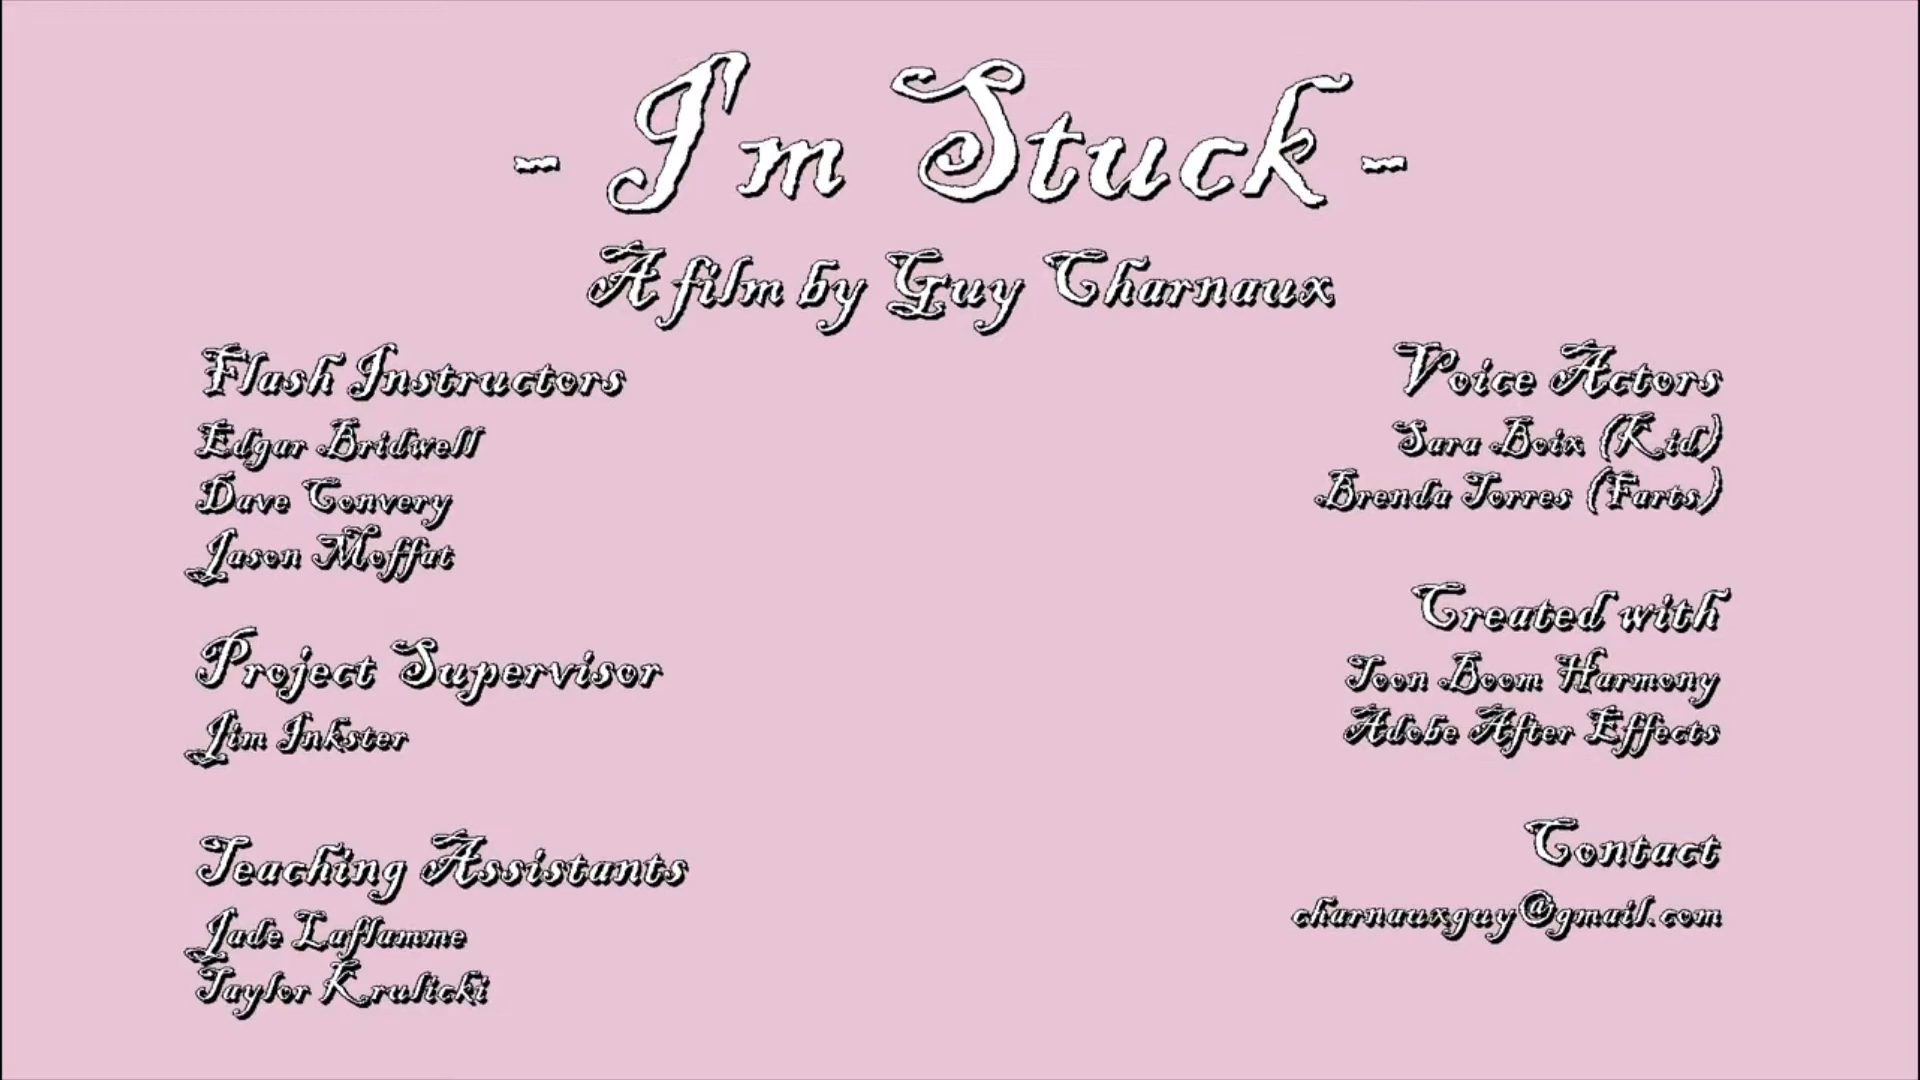 - I'm Stuck -
A film by Guy Charnaux
Flash Instructors
Edgar Bridwell
Dave Convery
Jason Moffat
Project Supervisor
Jim Inkster
Teaching Assistants
Jade Laflamme
Taylor Krulicki
Voice Actors
Sara Boix (Kid)
Brenda Torres (Farts)
Created with
Toon Boom Harmony
Adobe After Effects
Contact
charnauxguy@gmail.com